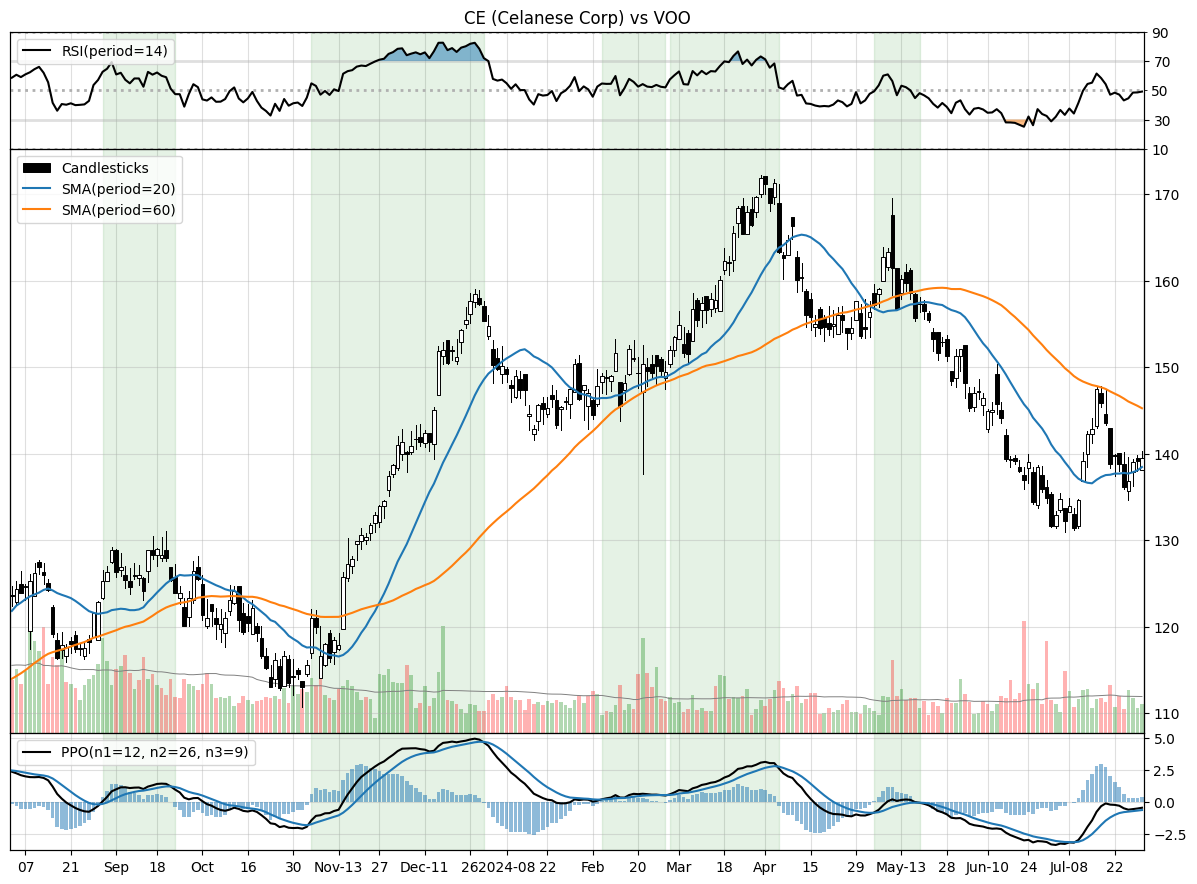 CE (Celanese Corp) vs VOO
RSI(period=14)
90
70
50
30
10
Candlesticks
SMA(period=20)
SMA(period=60)
170
160
150
140
130
120
110
PPO(n1=12, n2=26, n3=9)
5.0
2.5
0.0
−2.5
07 21 Sep 18 Oct 16 30 Nov-13 27 Dec-11 26 2024-08 22 Feb 20 Mar 18 Apr 15 29 May-13 28 Jun-10 24 Jul-08 22